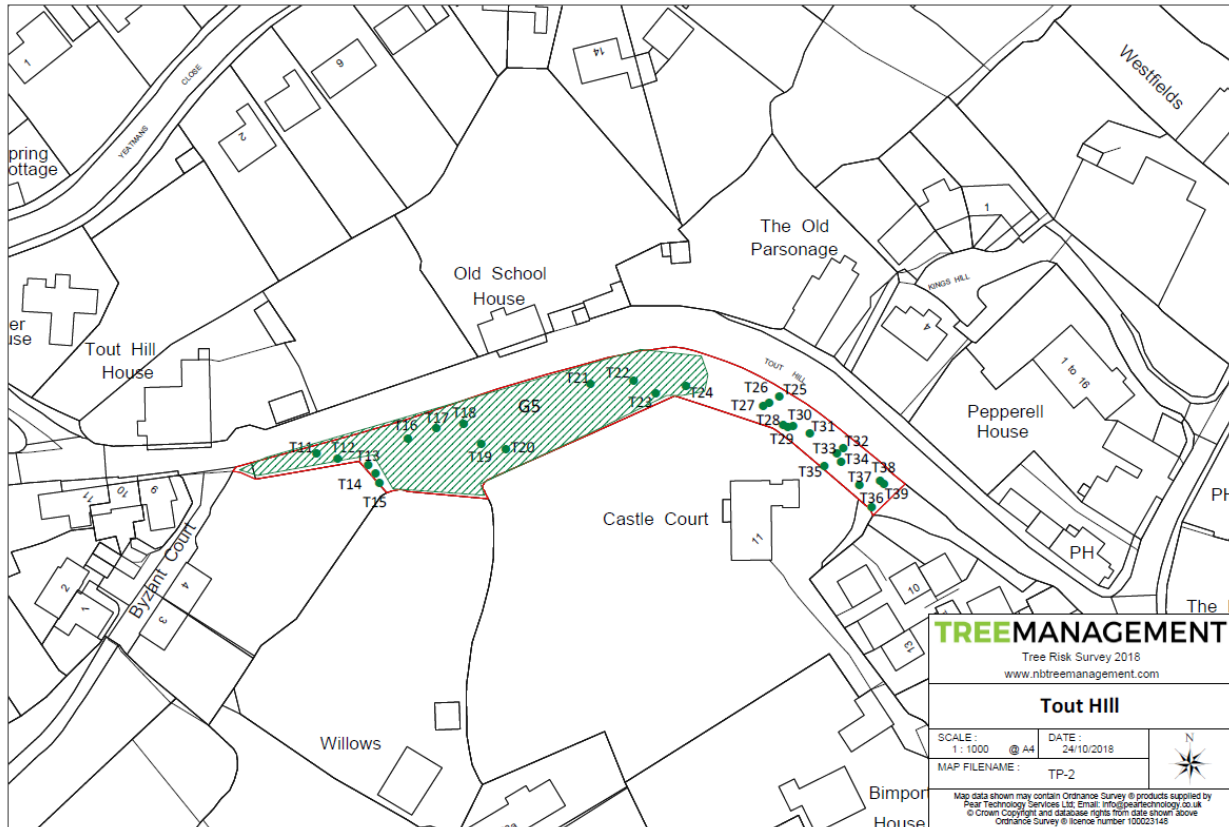 1
CLOSE
YEATMANS
2
9
14
Westfields
pring
ottage
The Old
Parsonage
1
KINGS HILL
4
Old School
House
er
use
Tout Hill
House
TOUT HILL
1 to 16
Pepperell
House
T21
T22
T23
T24
T26
T25
T27
G5
T28
T30
T29
T31
T16
T17
T18
T19
T20
T11
T12
T13
T14
T15
T32
T33
T34
T35
T38
T37
T39
T36
11
10
9
Byzant Court
2
1
4
3
Castle Court
11
PH
PH
10
13
The
Willows
Bimpor
House
TREEMANAGEMENT
Tree Risk Survey 2018
www.nbtreemanagement.com
Tout HIll
SCALE :
1 : 1000 @ A4
DATE :
24/10/2018
N
MAP FILENAME :
TP-2
Map data shown may contain Ordnance Survey ® products supplied by
Pear Technology Services Ltd; Email: info@peartechnology.co.uk
© Crown Copyright and database rights from date shown above
Ordnance Survey ® licence number 100023148